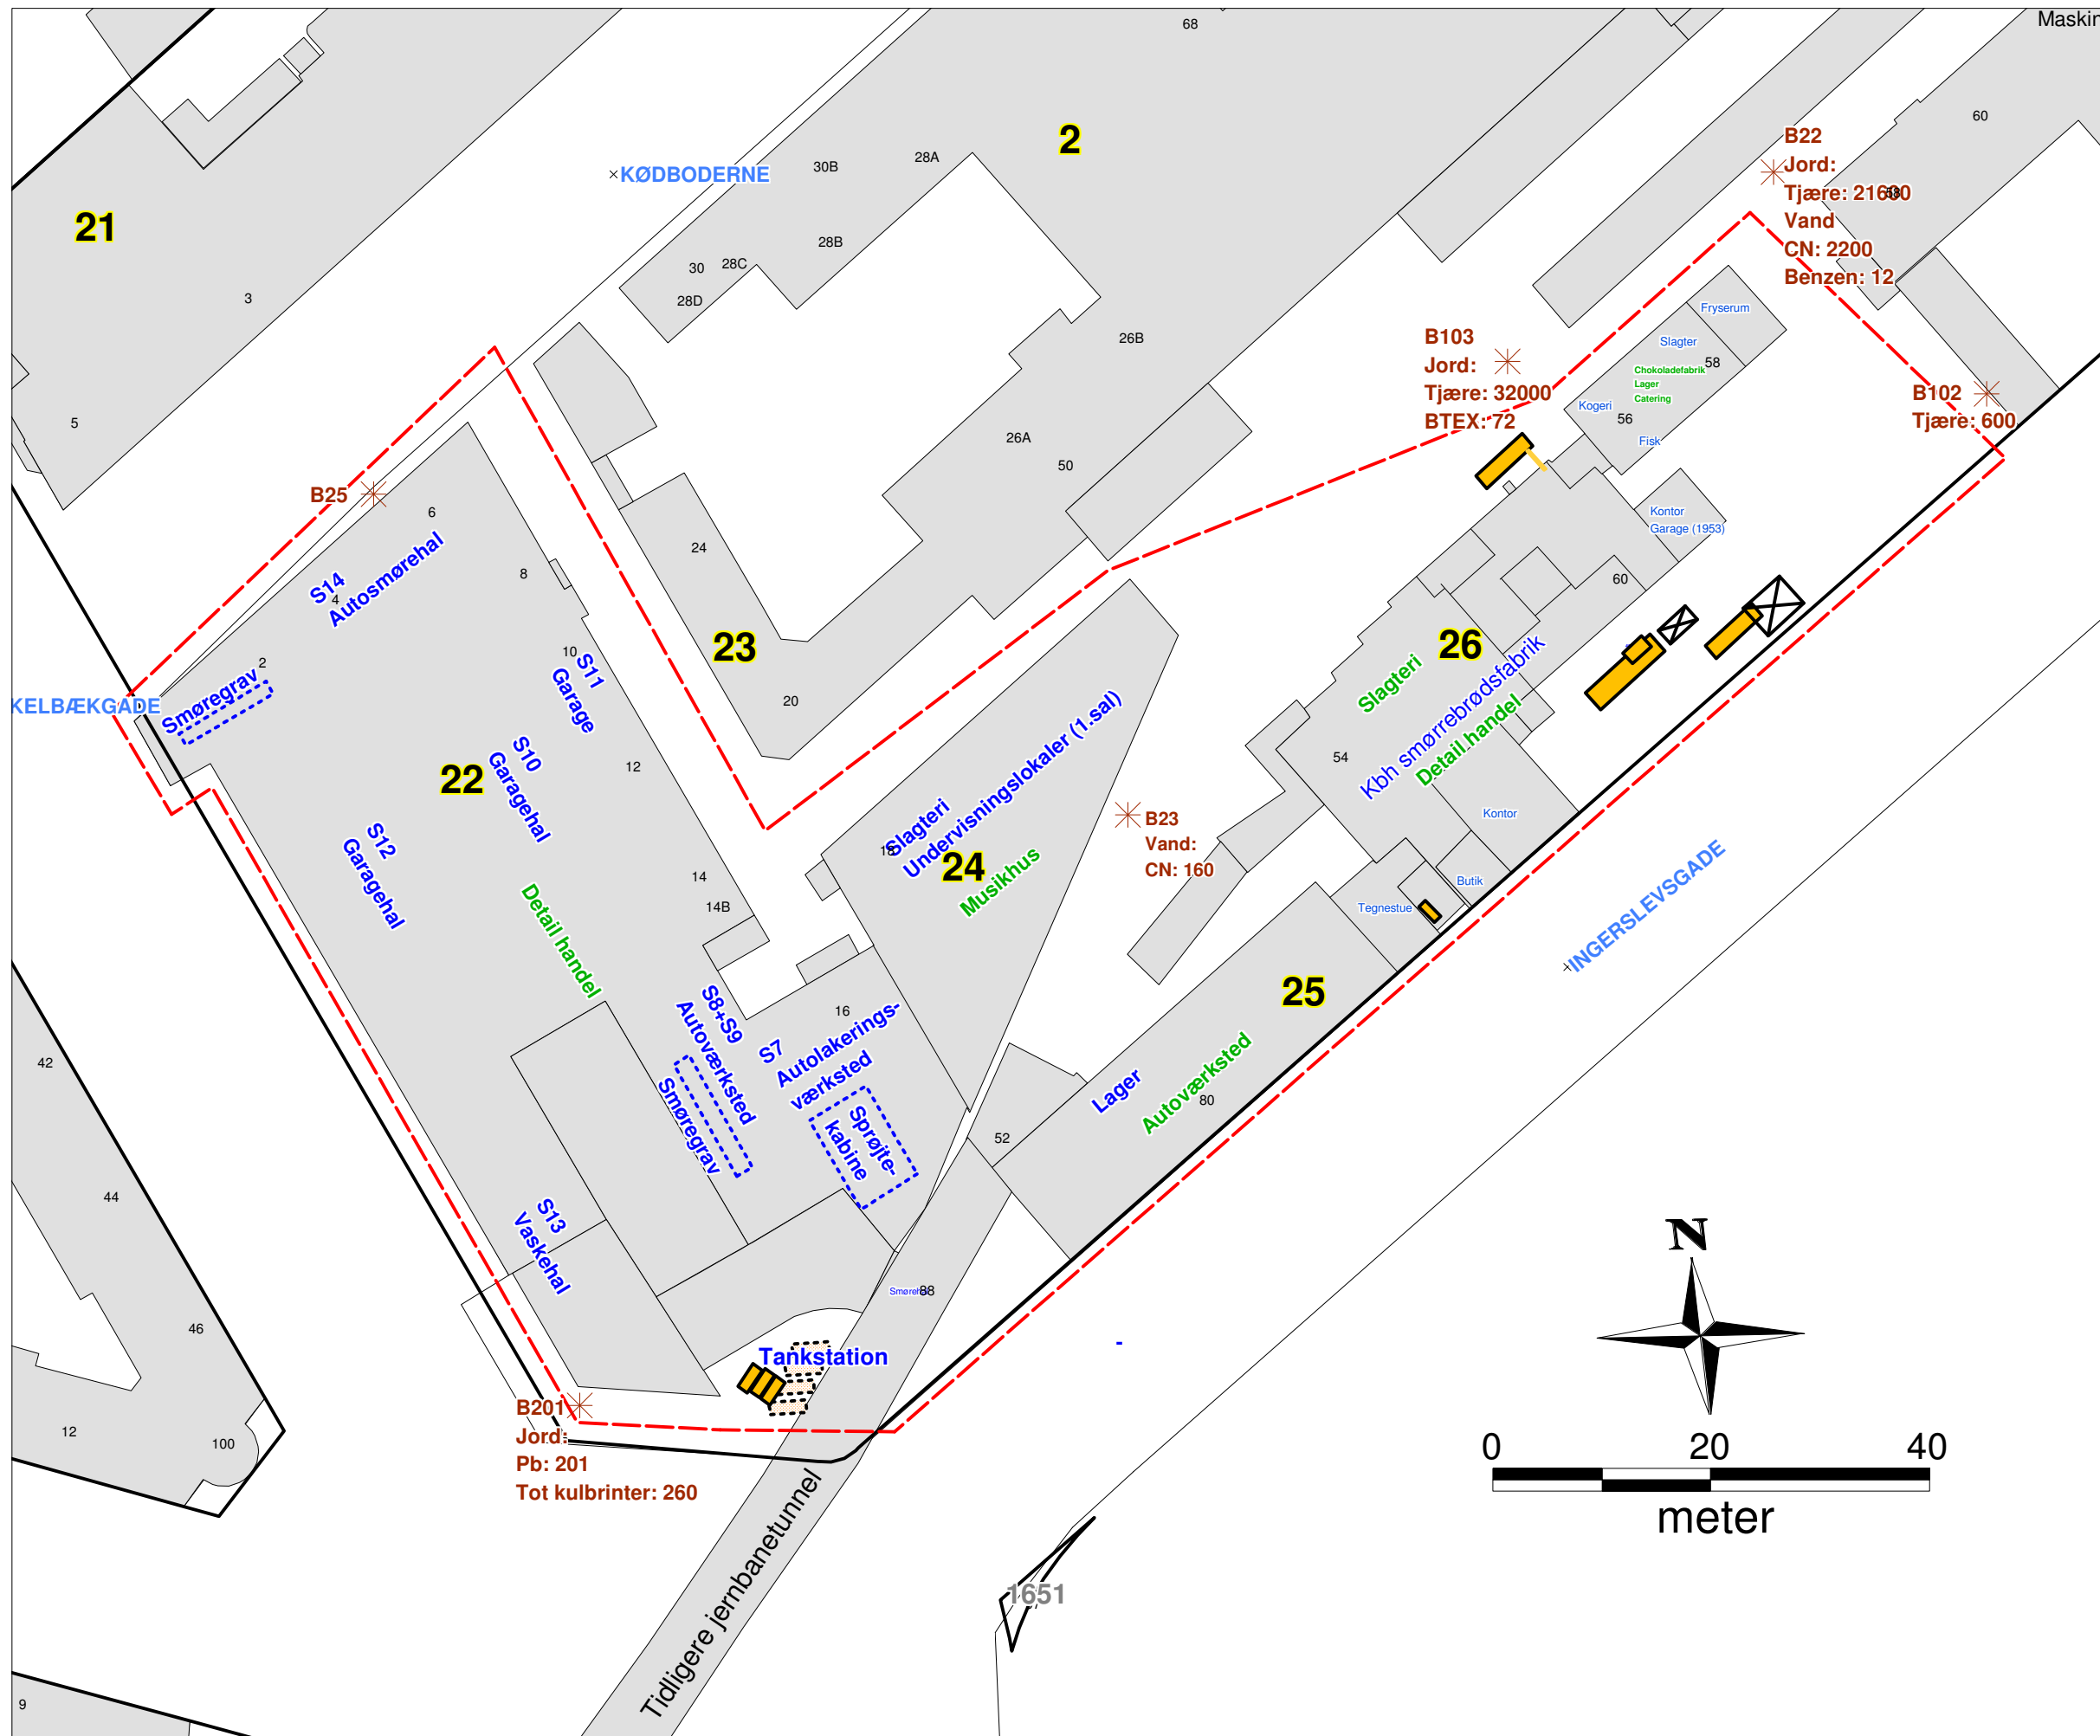 Maskin
68
60
2
B22
Jord:
Tjære: 21600
58
Vand
CN: 2200
Benzen: 12
30B
28A
KØDBODERNE
21
28B
30
28C
28D
3
26B
B103
Jord:
Tjære: 32000
BTEX: 72
Fryserum
Slagter
58
Chokoladefabrik
Lager
Catering
Kogeri
56
Fisk
B102
Tjære: 600
5
26A
50
B25
6
24
8
Kontor
Garage (1953)
60
S14
Autosmørehal
4
23
10
S11
Garage
26
Slagteri
Kbh smørrebrødsfabrik
Detail handel
2
Smøregrav
KELBÆKGADE
20
22
S10
Garagehal
12
54
Slagteri
Undervisningslokaler (1.sal)
18
24
Musikhus
B23
Vand:
CN: 160
Kontor
S12
Garagehal
14
14B
Butik
Tegnestue
INGERSLEVSGADE
Detail handel
25
S8+S9
Autoværksted
Smøregrav
16
S7
Autolakerings-
værksted
Sprøjte-
kabine
Lager
Autoværksted
80
52
42
44
46
S13
Vaskehal
88
-
Tankstation
N
B201
Jord:
Pb: 201
Tot kulbrinter: 260
12
100
0 20 40
meter
Tidligere jernbanetunnel
1651
9